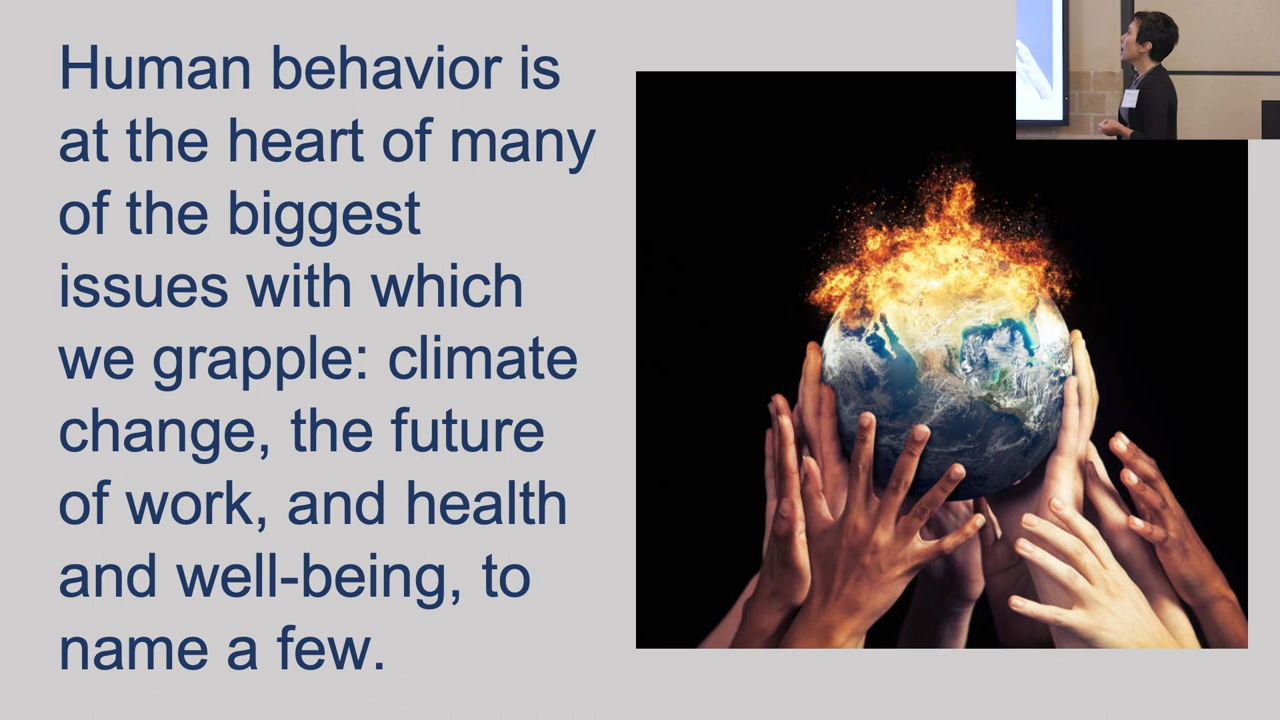 Human behavior is
at the heart of many
of the biggest
issues with which
we grapple: climate
change, the future
of work, and health
and well-being, to
name a few.